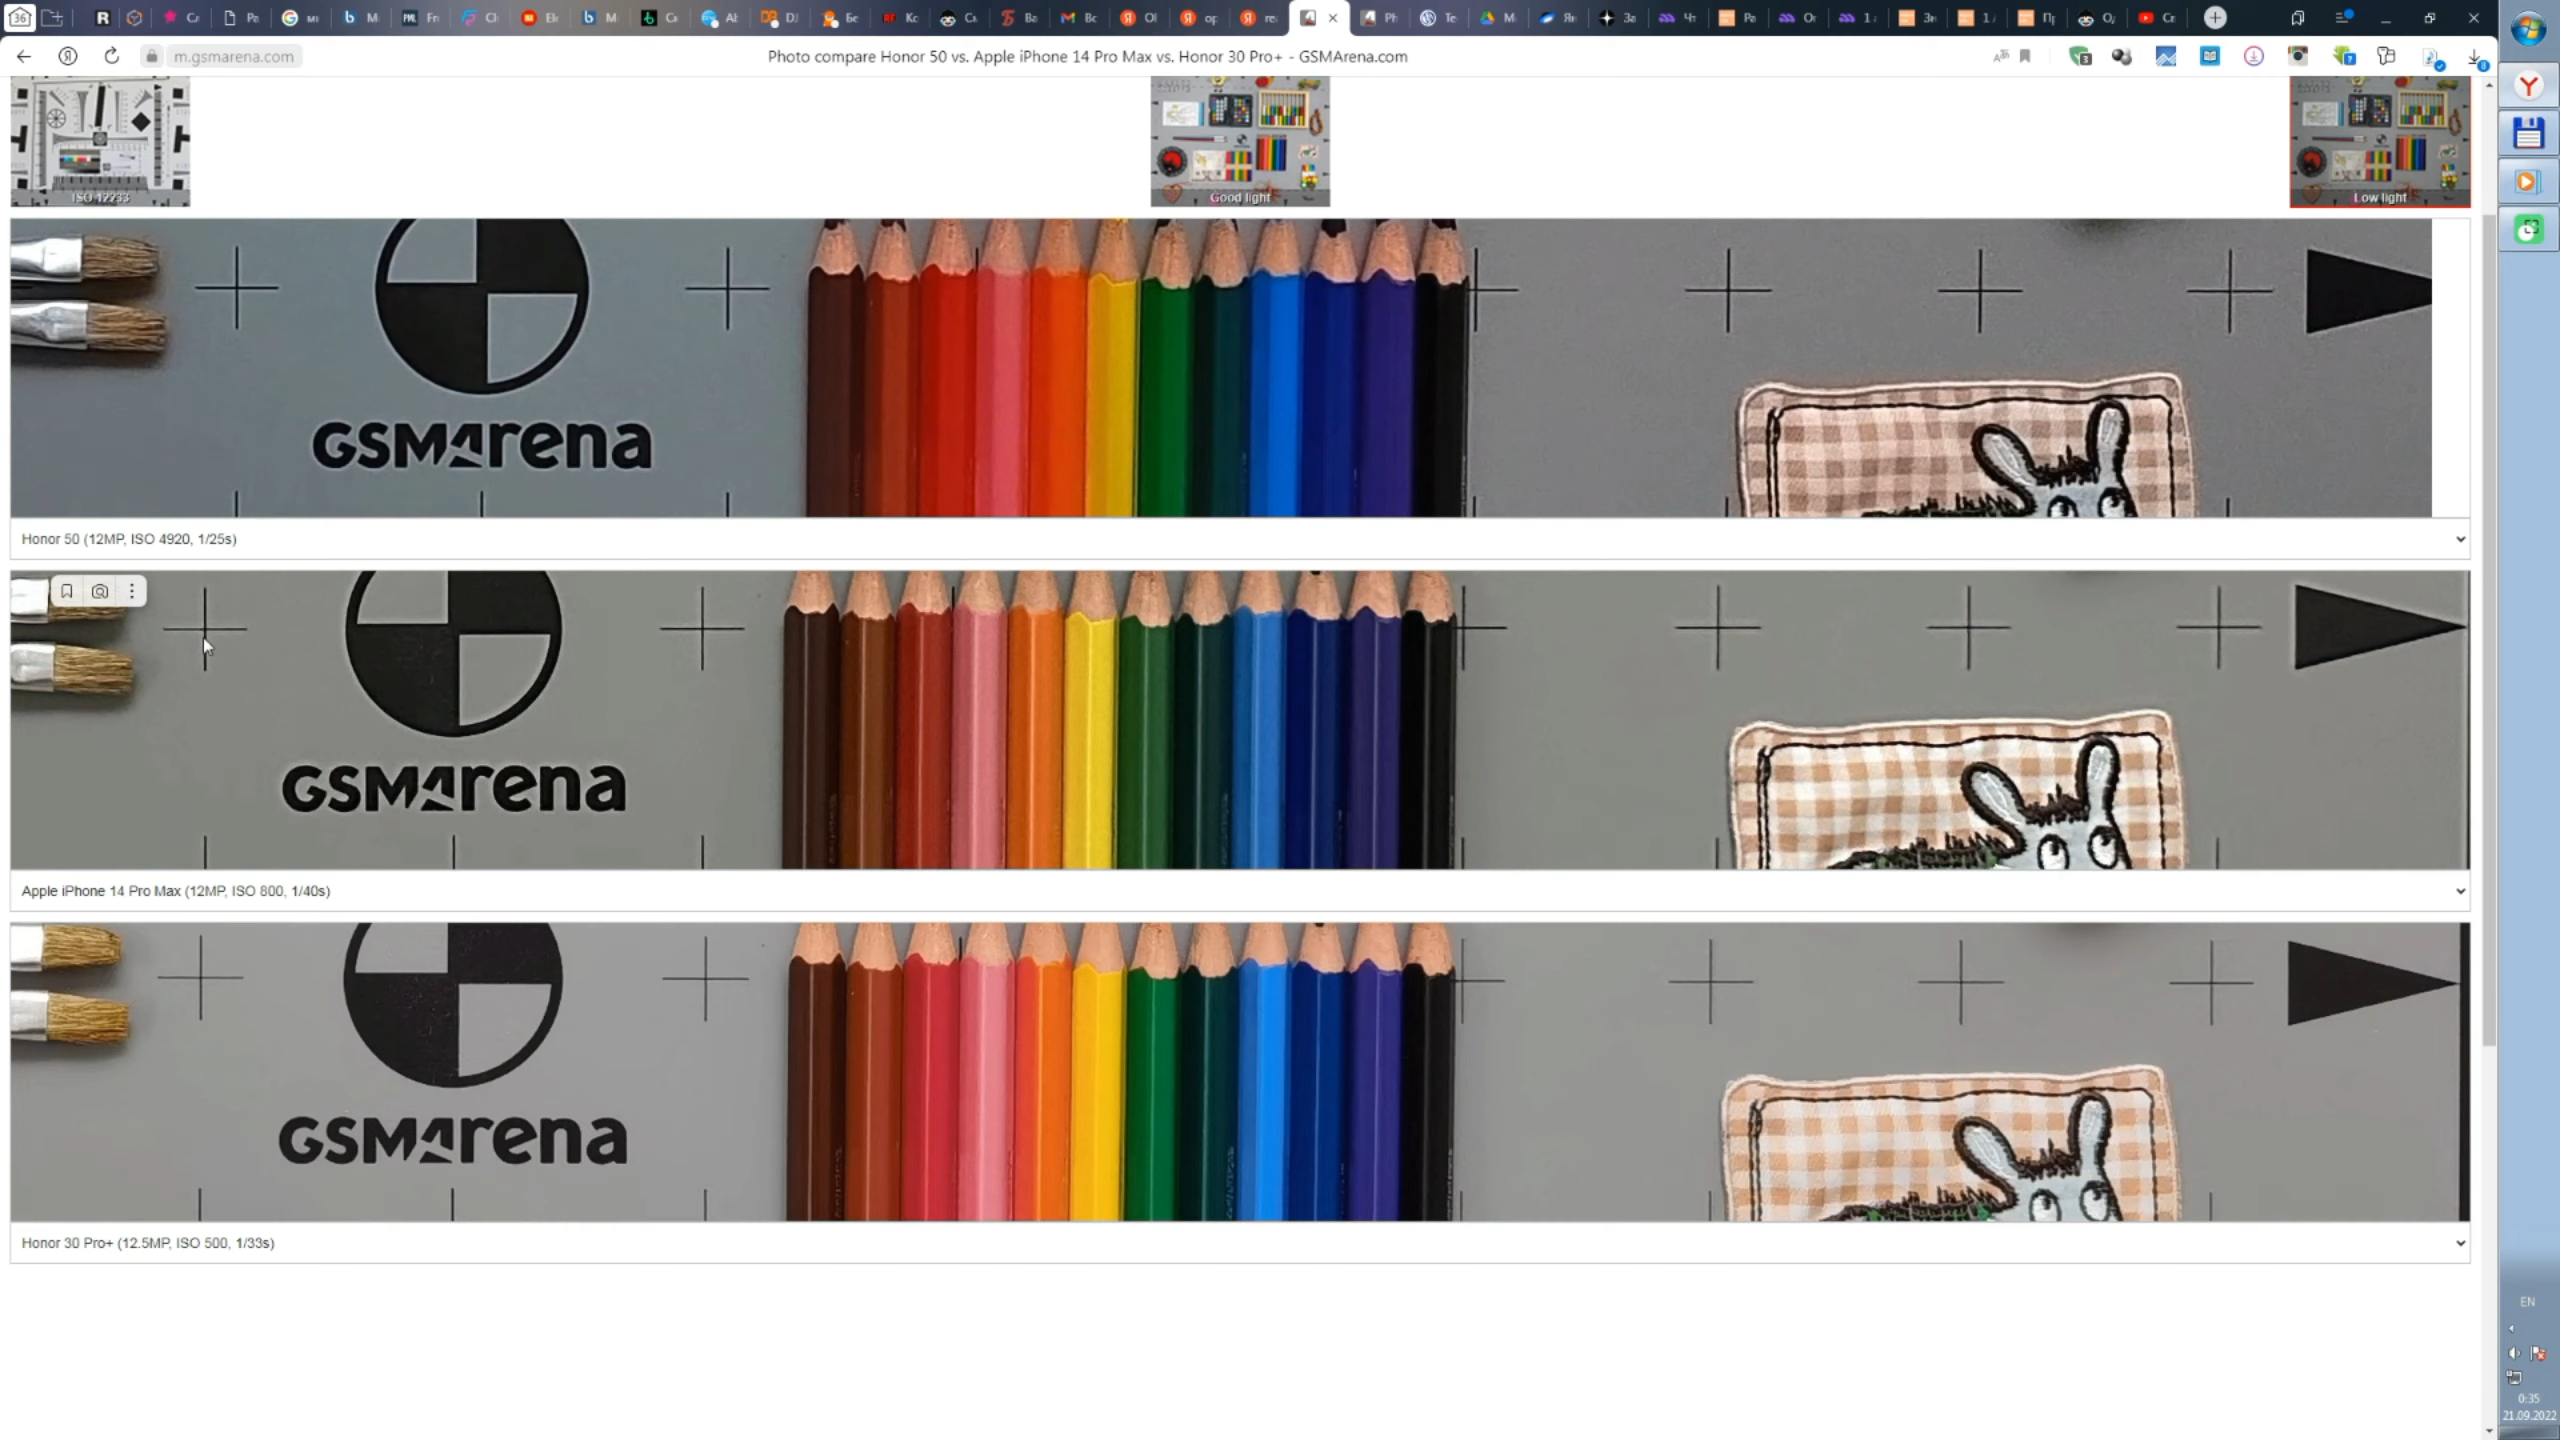 36
m.gsmarena.com
Photo compare Honor 50 vs. Apple iPhone 14 Pro Max vs. Honor 30 Pro+ - GSMArena.com
ISO 12233
Good light
Low light
GSMArena
Honor 50 (12MP, ISO 4920, 1/25s)
GSMArena
Apple iPhone 14 Pro Max (12MP, ISO 800, 1/40s)
GSMArena
Honor 30 Pro+ (12.5MP, ISO 500, 1/33s)
EN
0:35
21.09.2022